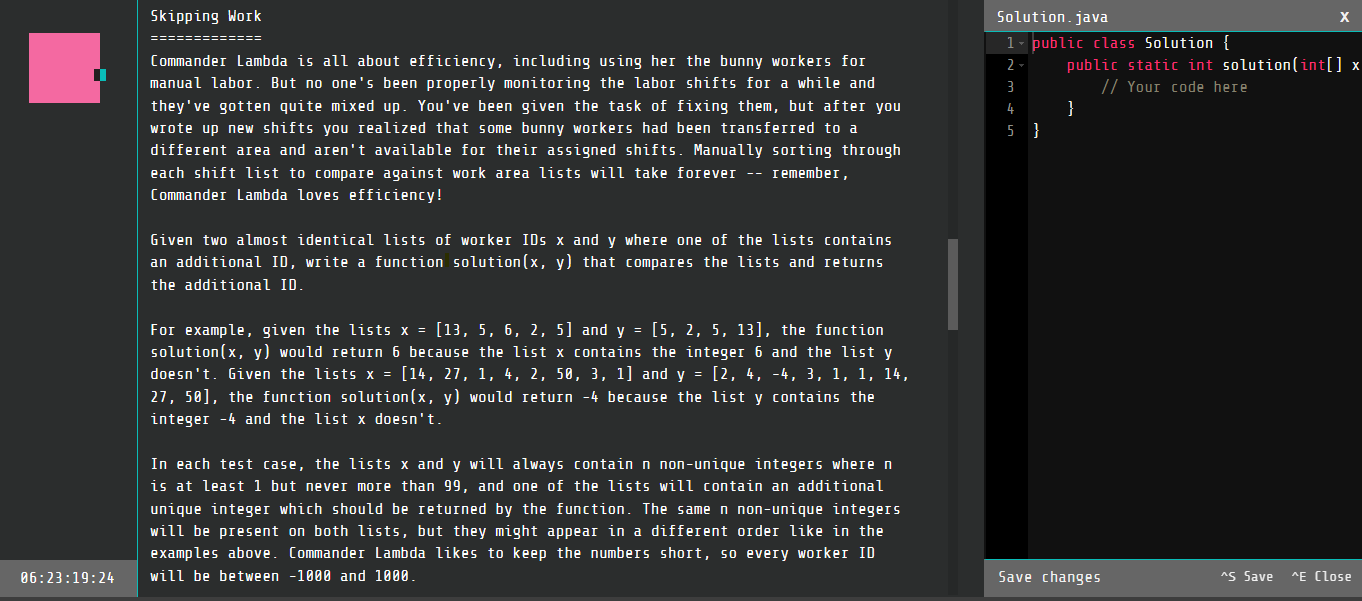 Skipping Work
=============
Commander Lambda is all about efficiency, including using her the bunny workers for
manual labor. But no one's been properly monitoring the labor shifts for a while and
they've gotten quite mixed up. You've been given the task of fixing them, but after you
wrote up new shifts you realized that some bunny workers had been transferred to a
different area and aren't available for their assigned shifts. Manually sorting through
each shift list to compare against work area lists will take forever -- remember,
Commander Lambda loves efficiency!
Given two almost identical lists of worker IDs x and y where one of the lists contains
an additional ID, write a function solution(x, y) that compares the lists and returns
the additional ID.
For example, given the lists x = [13, 5, 6, 2, 5] and y = [5, 2, 5, 13], the function
solution(x, y) would return 6 because the list x contains the integer 6 and the list y
doesn't. Given the lists x = [14, 27, 1, 4, 2, 50, 3, 1] and y = [2, 4, -4, 3, 1, 1, 14,
27, 50], the function solution(x, y) would return -4 because the list y contains the
integer -4 and the list x doesn't.
In each test case, the lists x and y will always contain n non-unique integers where n
is at least 1 but never more than 99, and one of the lists will contain an additional
unique integer which should be returned by the function. The same n non-unique integers
will be present on both lists, but they might appear in a different order like in the
examples above. Commander Lambda likes to keep the numbers short, so every worker ID
will be between -1000 and 1000.
06:23:19:24
Solution.java X
1 public class Solution {
2 public static int solution(int[] x
3 // Your code here
4 }
5 }
Save changes ^S Save ^E Close